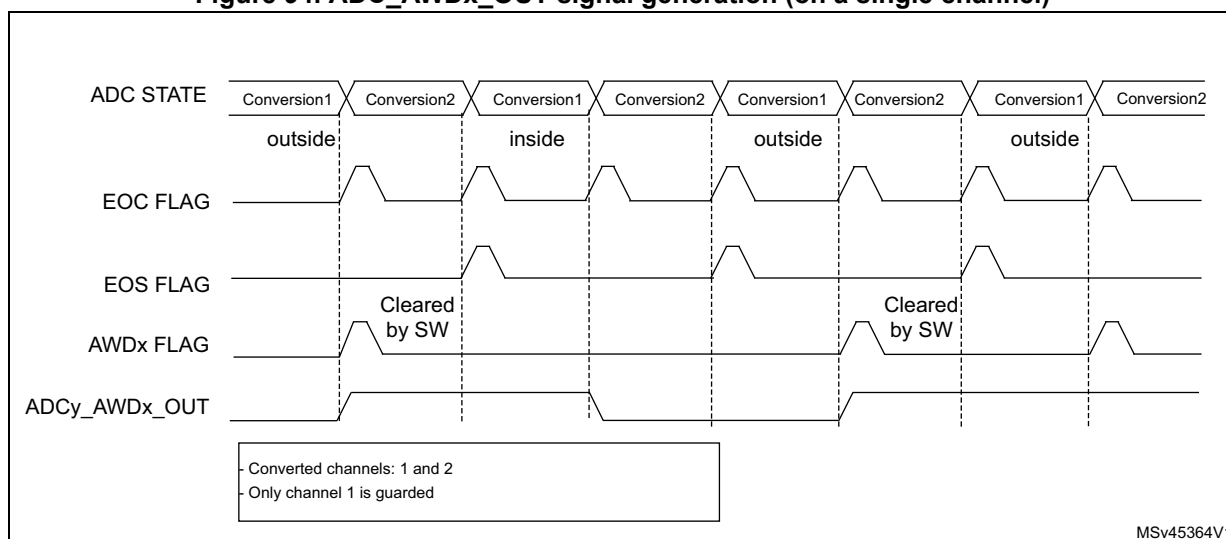 ADC STATE Conversion1 Conversion2 Conversion1 Conversion2 Conversion1 Conversion2 Conversion1 Conversion2
outside inside outside outside
EOC FLAG
EOS FLAG
Cleared by SW Cleared by SW
AWDx FLAG
ADCy_AWDx_OUT
- Converted channels: 1 and 2
- Only channel 1 is guarded